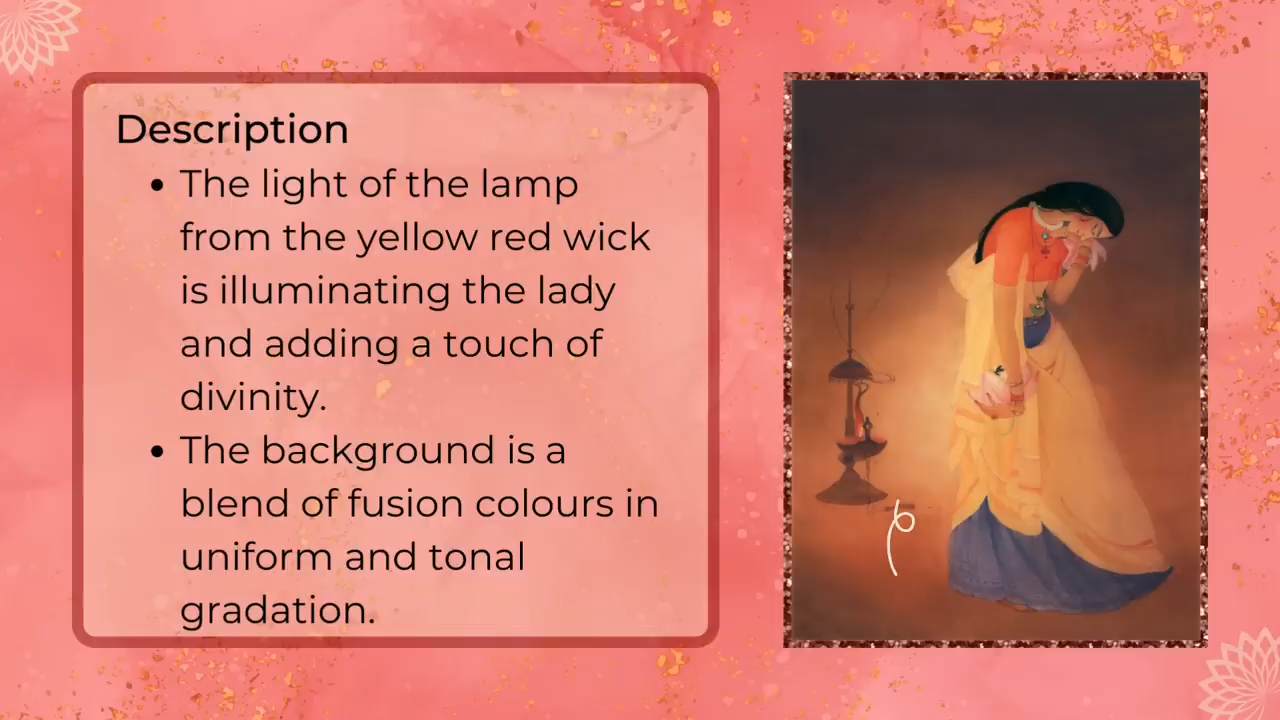 Description
• The light of the lamp
from the yellow red wick
is illuminating the lady
and adding a touch of
divinity.
• The background is a
blend of fusion colours in
uniform and tonal
gradation.